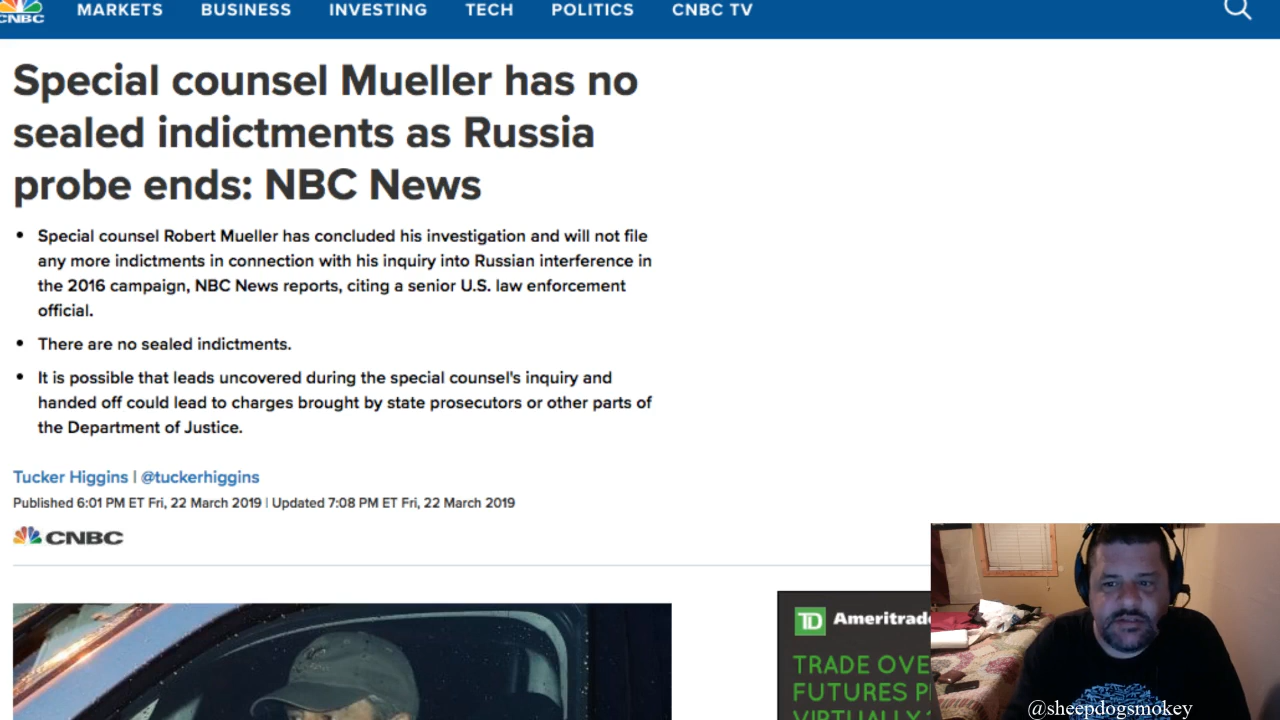 CNBC
MARKETS BUSINESS INVESTING TECH POLITICS CNBC TV
Special counsel Mueller has no
sealed indictments as Russia
probe ends: NBC News
• Special counsel Robert Mueller has concluded his investigation and will not file
any more indictments in connection with his inquiry into Russian interference in
the 2016 campaign, NBC News reports, citing a senior U.S. law enforcement
official.
• There are no sealed indictments.
• It is possible that leads uncovered during the special counsel's inquiry and
handed off could lead to charges brought by state prosecutors or other parts of
the Department of Justice.
Tucker Higgins | @tuckerhiggins
Published 6:01 PM ET Fri, 22 March 2019 | Updated 7:08 PM ET Fri, 22 March 2019
CNBC
TD Ameritrad
TRADE OVE
FUTURES P
VIRTUALLY
@sheepdogsmokey